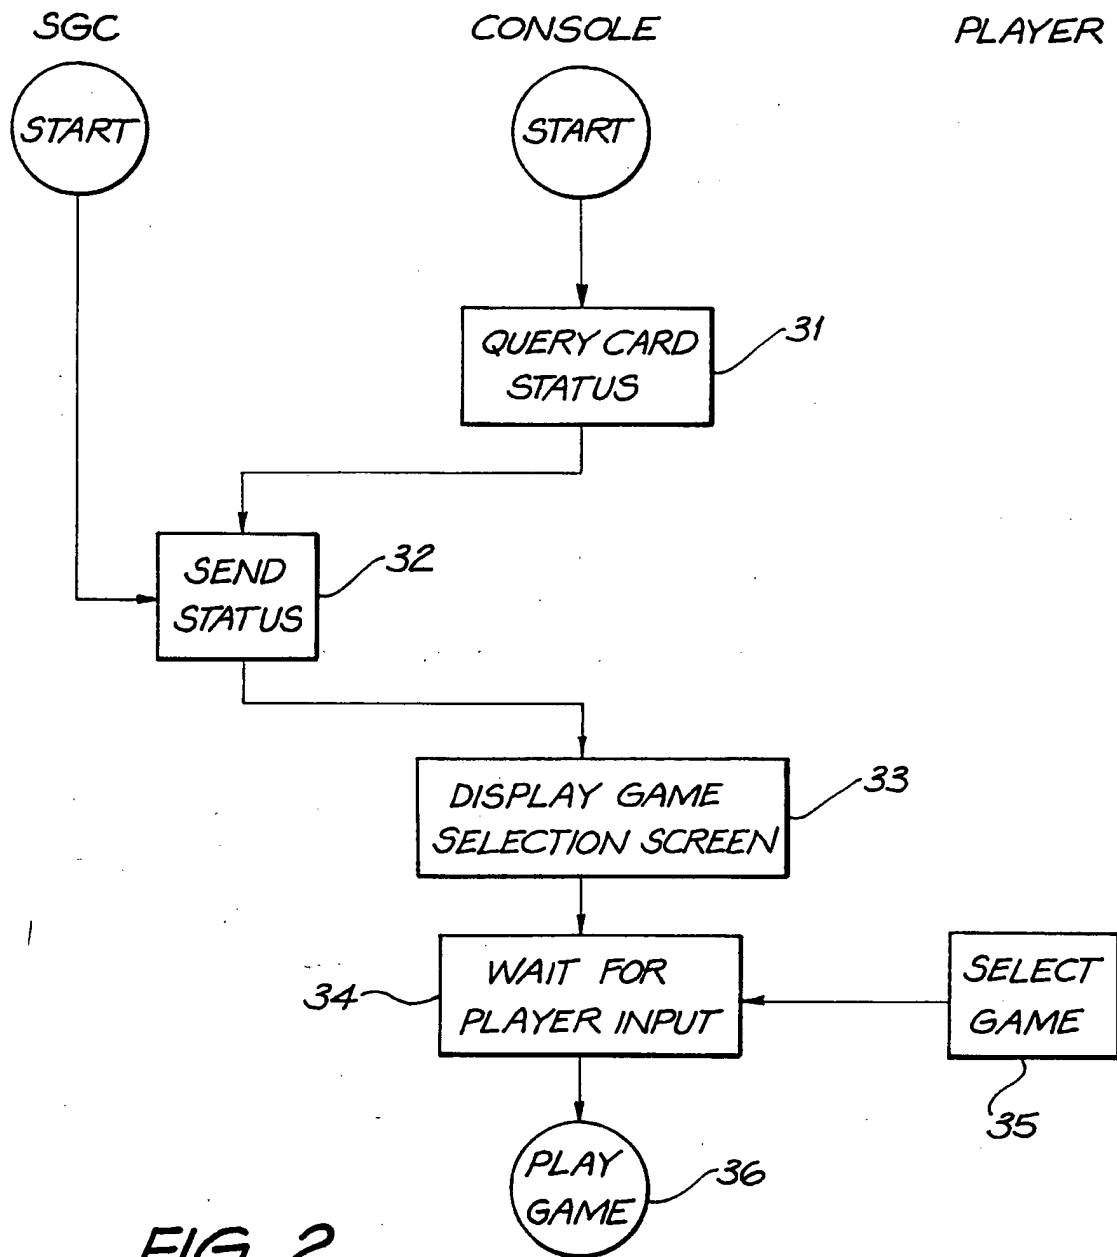 SGC
CONSOLE
PLAYER
START
START
QUERY CARD
STATUS
31
SEND
STATUS
32
DISPLAY GAME
SELECTION SCREEN
33
WAIT FOR
PLAYER INPUT
34
SELECT
GAME
35
PLAY
GAME
36
FIG. 2